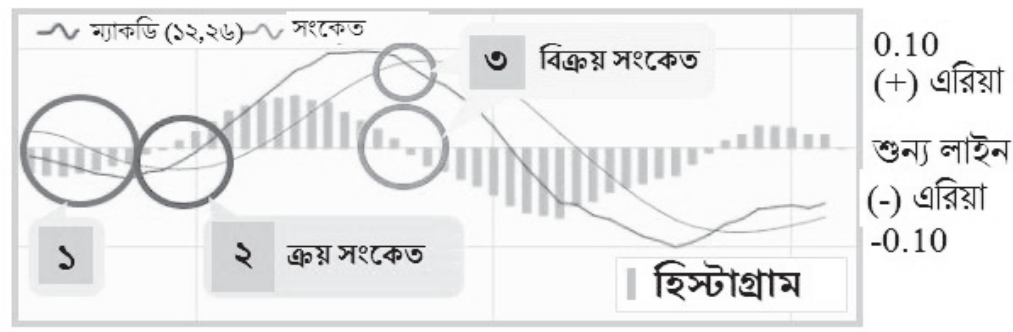 ম্যাকডি (১২,২৬) সংকেত
৩ বিক্রয় সংকেত
১
২ ক্রয় সংকেত
হিস্টাগ্রাম
0.10
(+) এরিয়া
শুন্য লাইন
(-) এরিয়া
-0.10